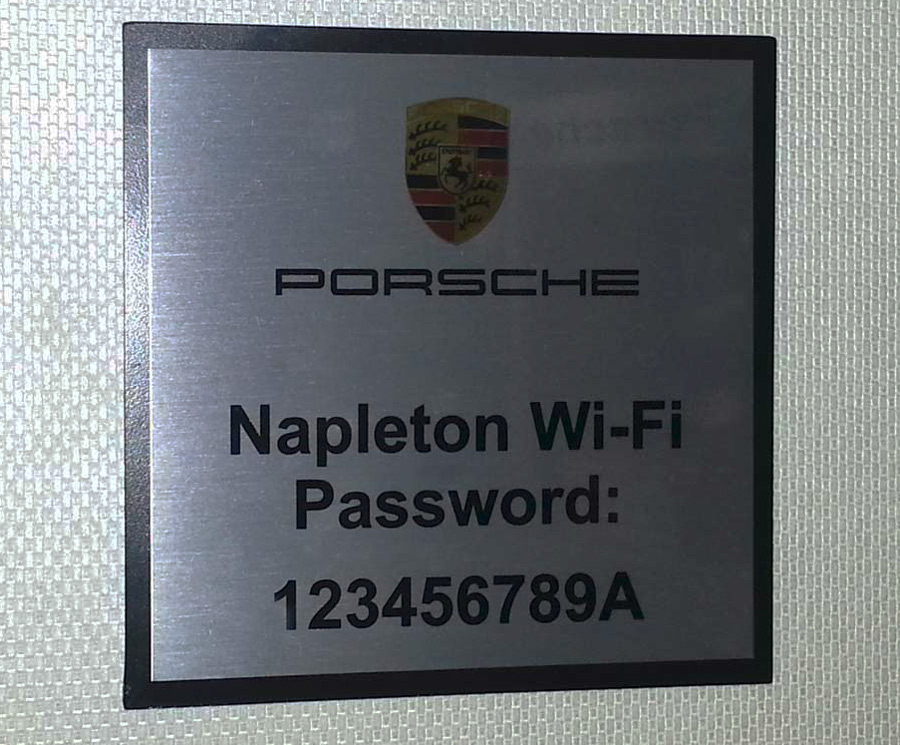 PORSCHE
Napleton Wi-Fi
Password:
123456789A